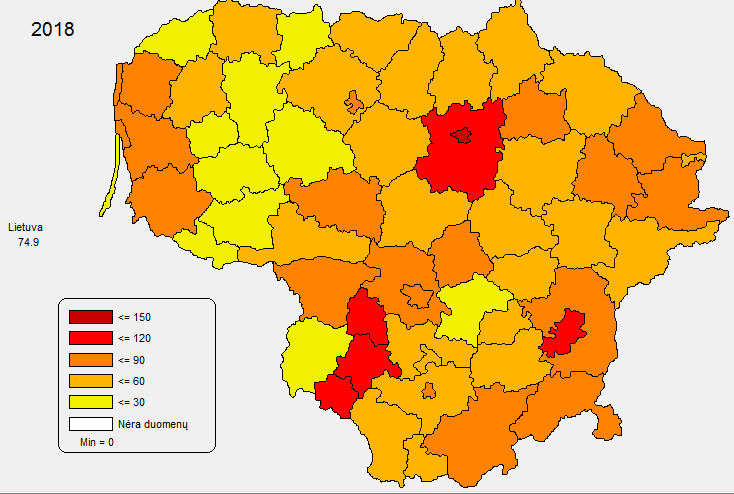 2018
Lietuva
74.9
<= 150
<= 120
<= 90
<= 60
<= 30
Nėra duomenų
Min = 0